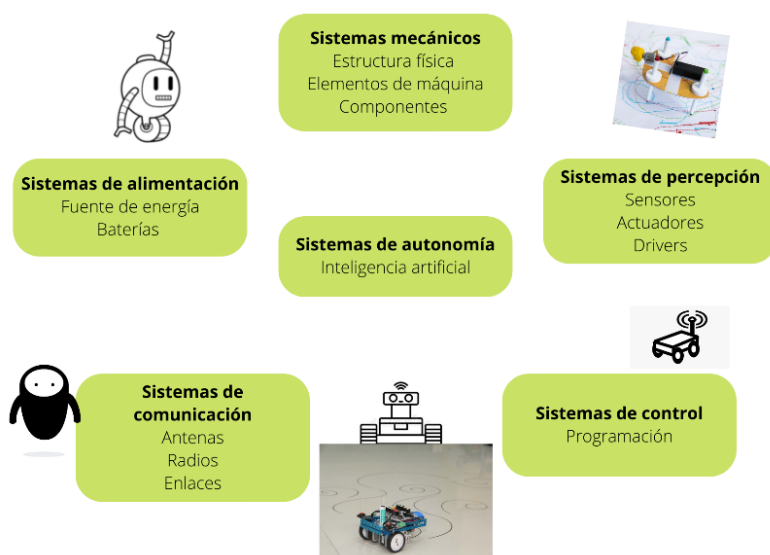 Sistemas mecánicos
Estructura física
Elementos de máquina
Componentes
Sistemas de alimentación
Fuente de energía
Baterías
Sistemas de percepción
Sensores
Actuadores
Drivers
Sistemas de autonomía
Inteligencia artificial
Sistemas de
comunicación
Antenas
Radios
Enlaces
Sistemas de control
Programación